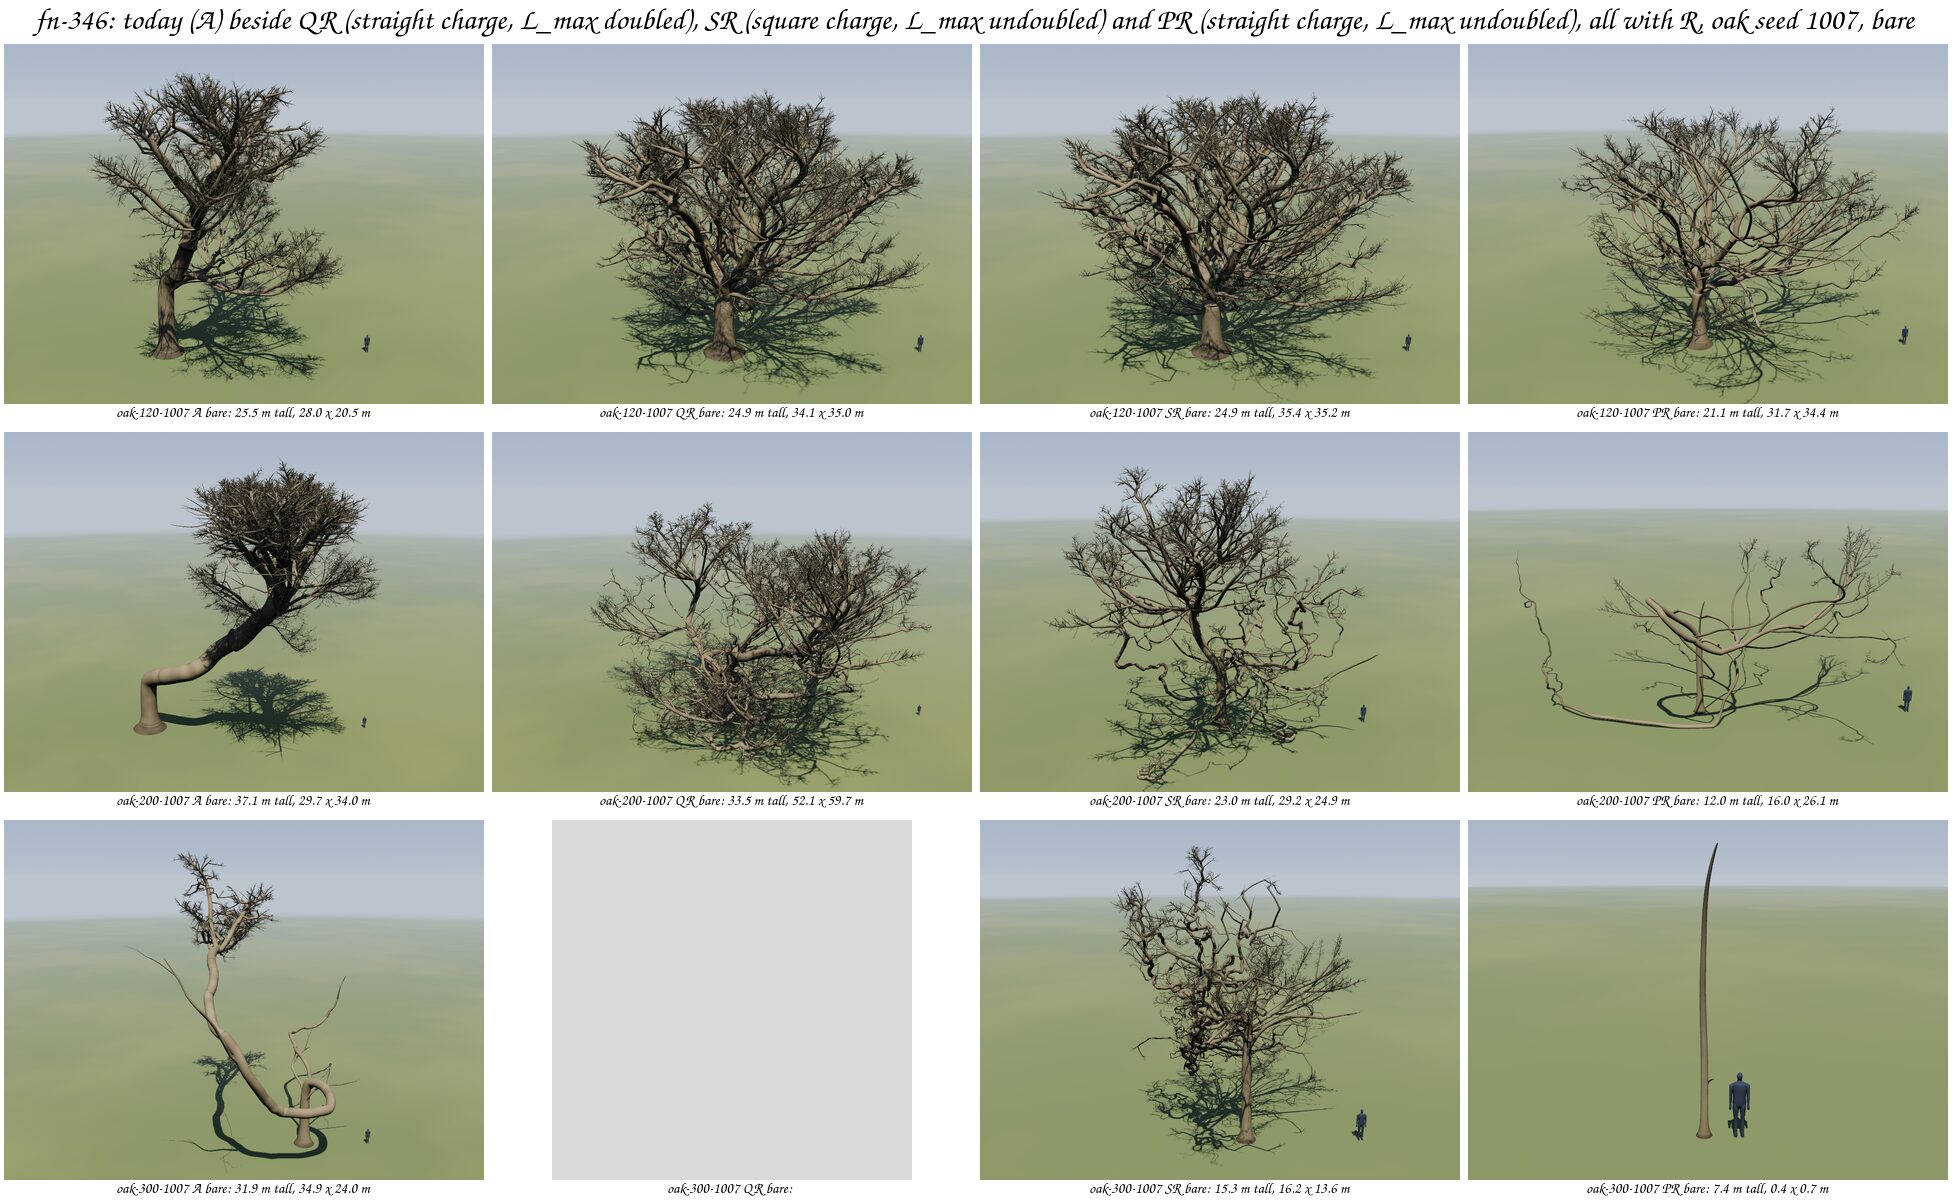 fn-346: today (A) beside QR (straight charge, L_max doubled), SR (square charge, L_max undoubled) and PR (straight charge, L_max undoubled), all with R, oak seed 1007, bare
oak-120-1007 A bare: 25.5 m tall, 28.0 x 20.5 m
oak-120-1007 QR bare: 24.9 m tall, 34.1 x 35.0 m
oak-120-1007 SR bare: 24.9 m tall, 35.4 x 35.2 m
oak-120-1007 PR bare: 21.1 m tall, 31.7 x 34.4 m
oak-200-1007 A bare: 37.1 m tall, 29.7 x 34.0 m
oak-200-1007 QR bare: 33.5 m tall, 52.1 x 59.7 m
oak-200-1007 SR bare: 23.0 m tall, 29.2 x 24.9 m
oak-200-1007 PR bare: 12.0 m tall, 16.0 x 26.1 m
oak-300-1007 A bare: 31.9 m tall, 34.9 x 24.0 m
oak-300-1007 QR bare:
oak-300-1007 SR bare: 15.3 m tall, 16.2 x 13.6 m
oak-300-1007 PR bare: 7.4 m tall, 0.4 x 0.7 m